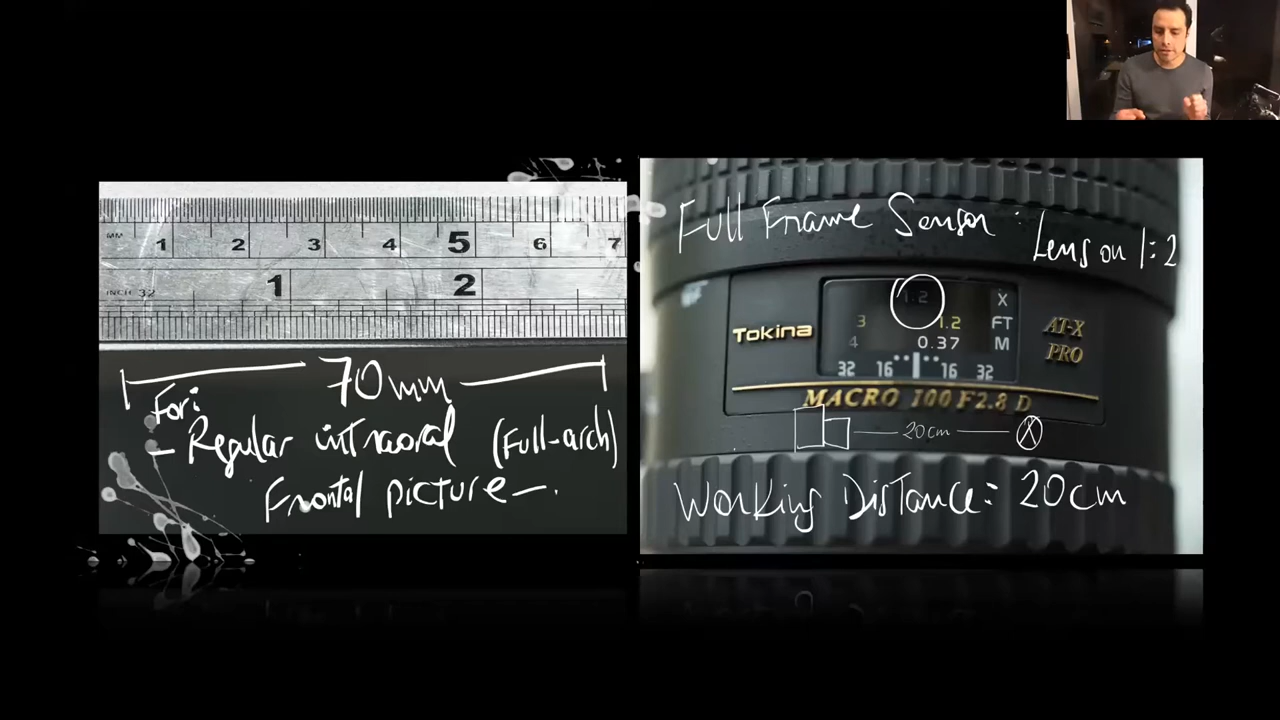 MM 1 2 3 4 5 6 7
INCH 32 1 2
70mm
For:
- Regular intraoral (Full-arch)
Frontal picture-.
Full Frame Sensor: Lens on 1:2
1:2 X
Tokina 3 1.2 FT AT-X
4 0.37 M PRO
32 16 16 32
MACRO 100 F2.8 D
20cm X
Working Distance: 20cm